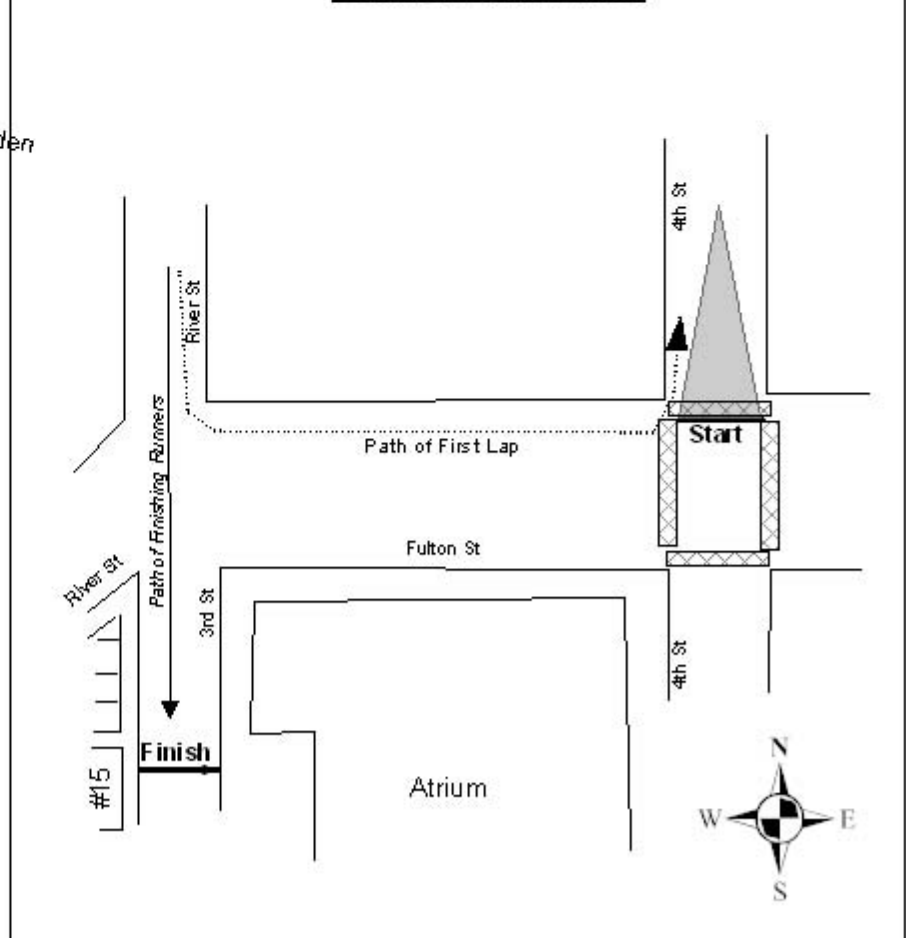 4th St
River St
Path of Finishing Runners
Start
Path of First Lap
Fulton St
River St
3rd St
4th St
Finish
#15
Atrium
N
W
E
S